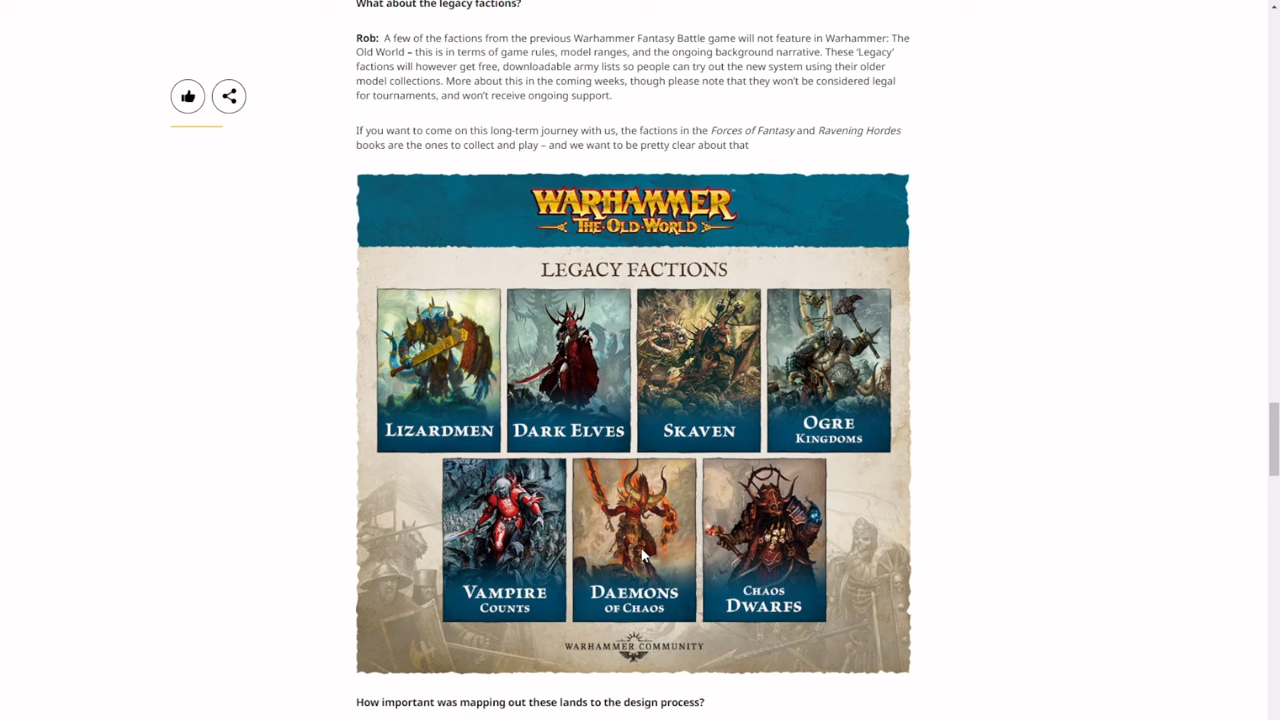 What about the legacy factions?
Rob: A few of the factions from the previous Warhammer Fantasy Battle game will not feature in Warhammer: The
Old World – this is in terms of game rules, model ranges, and the ongoing background narrative. These 'Legacy'
factions will however get free, downloadable army lists so people can try out the new system using their older
model collections. More about this in the coming weeks, though please note that they won't be considered legal
for tournaments, and won't receive ongoing support.
If you want to come on this long-term journey with us, the factions in the Forces of Fantasy and Ravening Hordes
books are the ones to collect and play – and we want to be pretty clear about that
WARHAMMER
THE OLD WORLD
LEGACY FACTIONS
LIZARDMEN
DARK ELVES
SKAVEN
OGRE
KINGDOMS
VAMPIRE
COUNTS
DAEMONS
OF CHAOS
CHAOS
DWARFS
WARHAMMER COMMUNITY
How important was mapping out these lands to the design process?